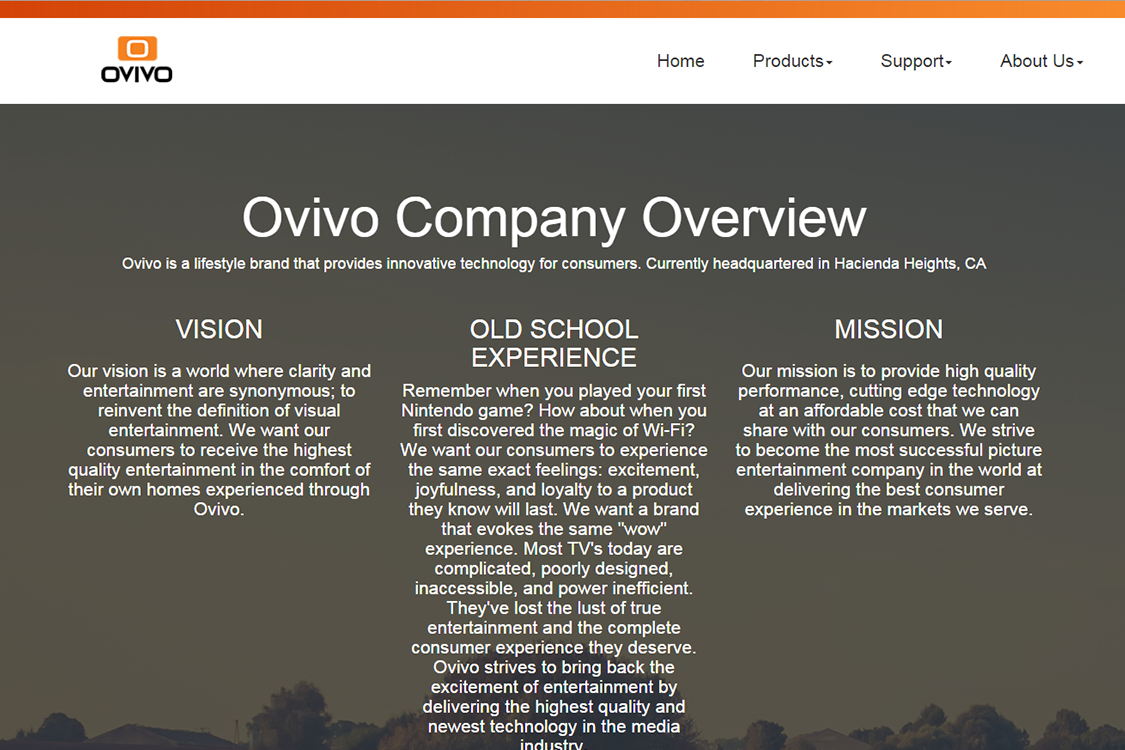 OVIVO
Home Products Support About Us
Ovivo Company Overview
Ovivo is a lifestyle brand that provides innovative technology for consumers. Currently headquartered in Hacienda Heights, CA
VISION
Our vision is a world where clarity and
entertainment are synonymous; to
reinvent the definition of visual
entertainment. We want our
consumers to receive the highest
quality entertainment in the comfort of
their own homes experienced through
Ovivo.
OLD SCHOOL
EXPERIENCE
Remember when you played your first
Nintendo game? How about when you
first discovered the magic of Wi-Fi?
We want our consumers to experience
the same exact feelings: excitement,
joyfulness, and loyalty to a product
they know will last. We want a brand
that evokes the same "wow"
experience. Most TV's today are
complicated, poorly designed,
inaccessible, and power inefficient.
They've lost the lust of true
entertainment and the complete
consumer experience they deserve.
Ovivo strives to bring back the
excitement of entertainment by
delivering the highest quality and
newest technology in the media
industry
MISSION
Our mission is to provide high quality
performance, cutting edge technology
at an affordable cost that we can
share with our consumers. We strive
to become the most successful picture
entertainment company in the world at
delivering the best consumer
experience in the markets we serve.